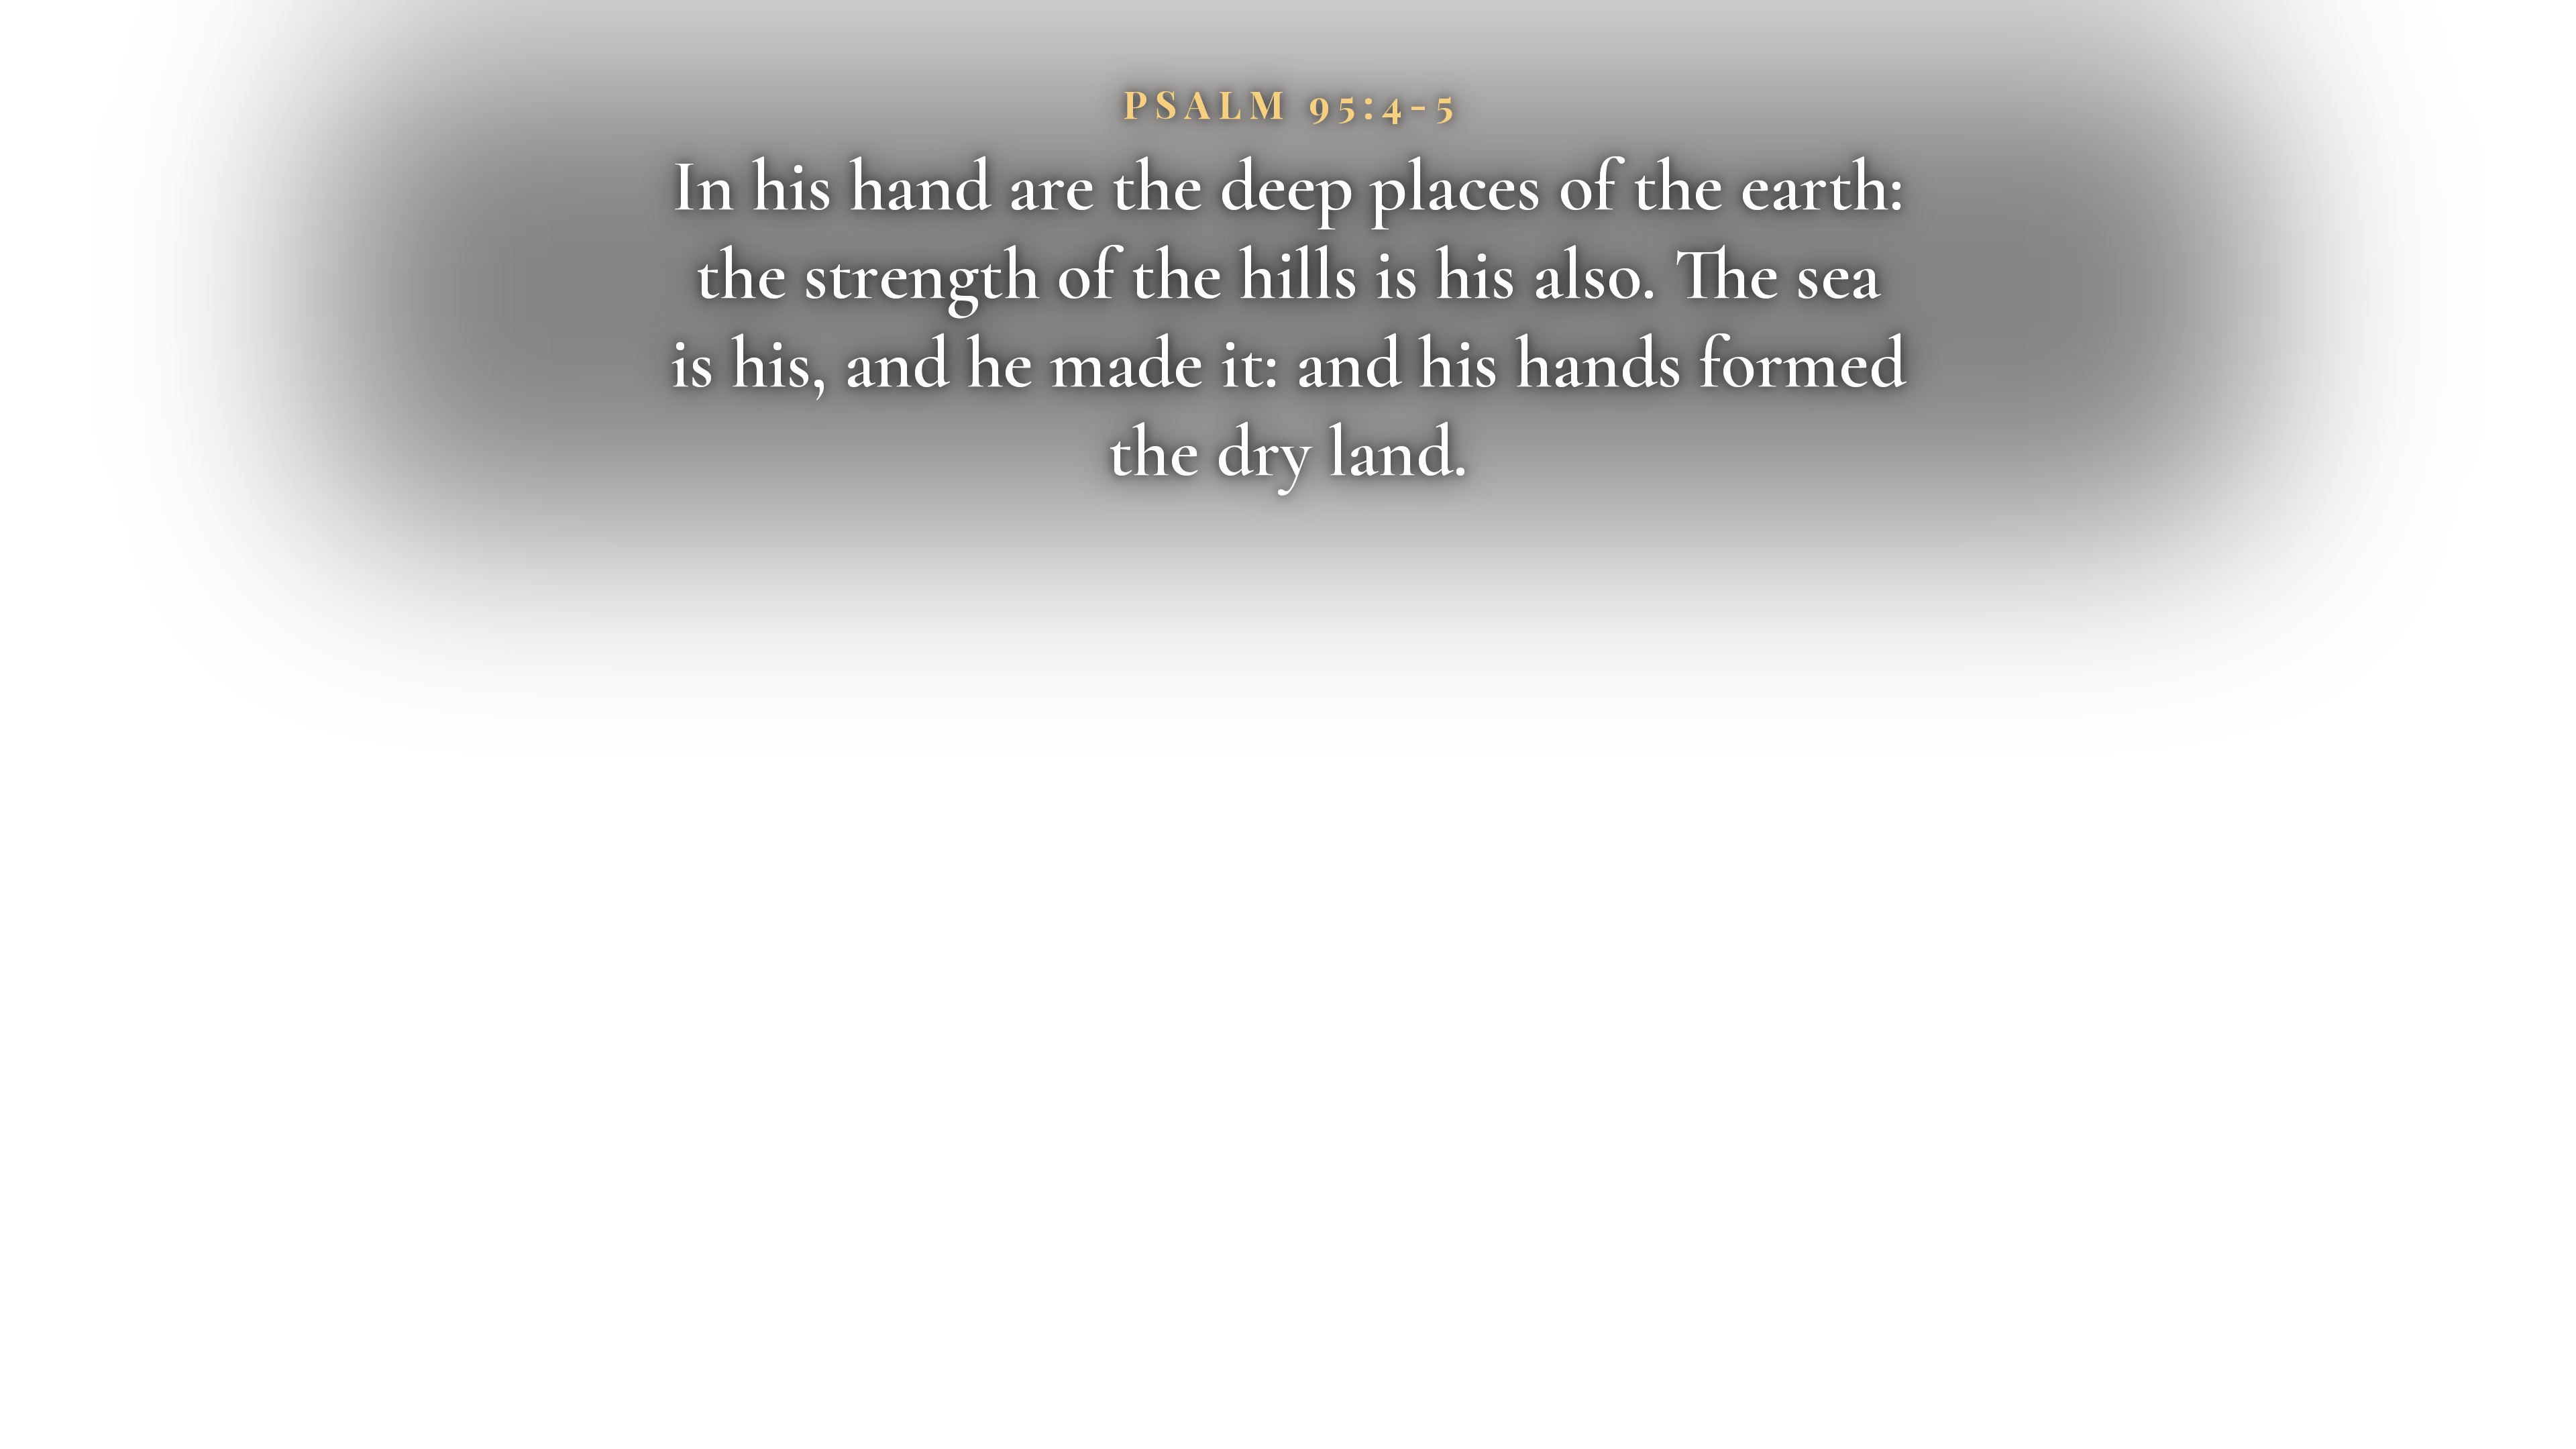 PSALM 95:4-5
In his hand are the deep places of the earth:
the strength of the hills is his also. The sea
is his, and he made it: and his hands formed
the dry land.